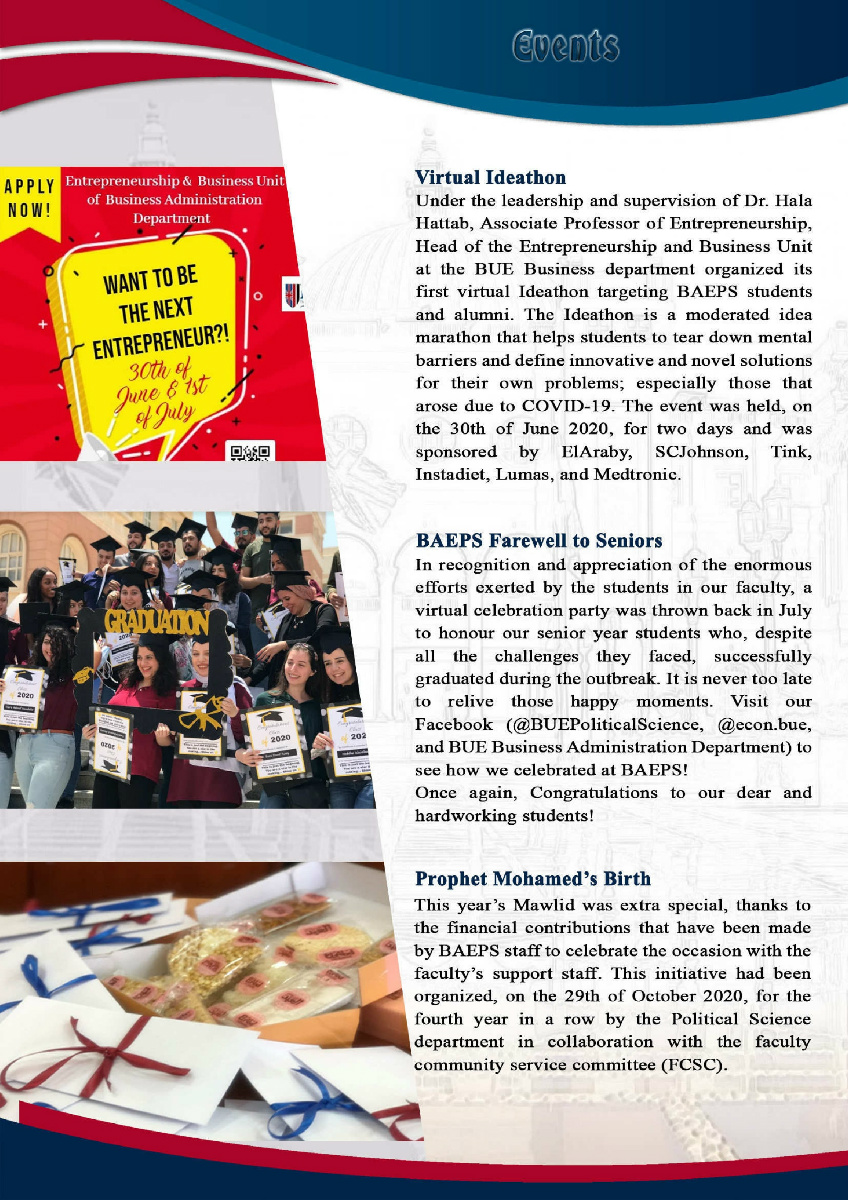 Events
APPLY
NOW!
Entrepreneurship & Business Unit
of Business Administration
Department
WANT TO BE
THE NEXT
ENTREPRENEUR?!
30th of
June & 1st
of July
Virtual Ideathon
Under the leadership and supervision of Dr. Hala
Hattab, Associate Professor of Entrepreneurship,
Head of the Entrepreneurship and Business Unit
at the BUE Business department organized its
first virtual Ideathon targeting BAEPS students
and alumni. The Ideathon is a moderated idea
marathon that helps students to tear down mental
barriers and define innovative and novel solutions
for their own problems; especially those that
arose due to COVID-19. The event was held, on
the 30th of June 2020, for two days and was
sponsored by ElAraby, SCJohnson, Tink,
Instadiet, Lumas, and Medtronic.
GRADUATION
2020
2020
2020
2020
BAEPS Farewell to Seniors
In recognition and appreciation of the enormous
efforts exerted by the students in our faculty, a
virtual celebration party was thrown back in July
to honour our senior year students who, despite
all the challenges they faced, successfully
graduated during the outbreak. It is never too late
to relive those happy moments. Visit our
Facebook (@BUEPoliticalScience, @econ.bue,
and BUE Business Administration Department) to
see how we celebrated at BAEPS!
Once again, Congratulations to our dear and
hardworking students!
Prophet Mohamed's Birth
This year's Mawlid was extra special, thanks to
the financial contributions that have been made
by BAEPS staff to celebrate the occasion with the
faculty's support staff. This initiative had been
organized, on the 29th of October 2020, for the
fourth year in a row by the Political Science
department in collaboration with the faculty
community service committee (FCSC).